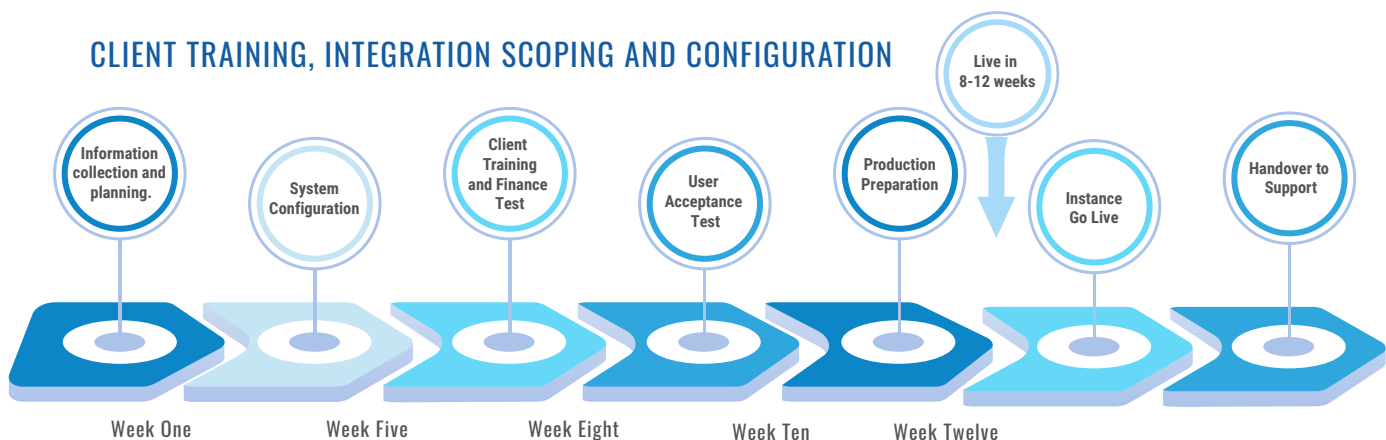 CLIENT TRAINING, INTEGRATION SCOPING AND CONFIGURATION
Live in
8-12 weeks
Information
collection and
planning.
System
Configuration
Client
Training
and Finance
Test
User
Acceptance
Test
Production
Preparation
Instance
Go Live
Handover to
Support
Week One
Week Five
Week Eight
Week Ten
Week Twelve